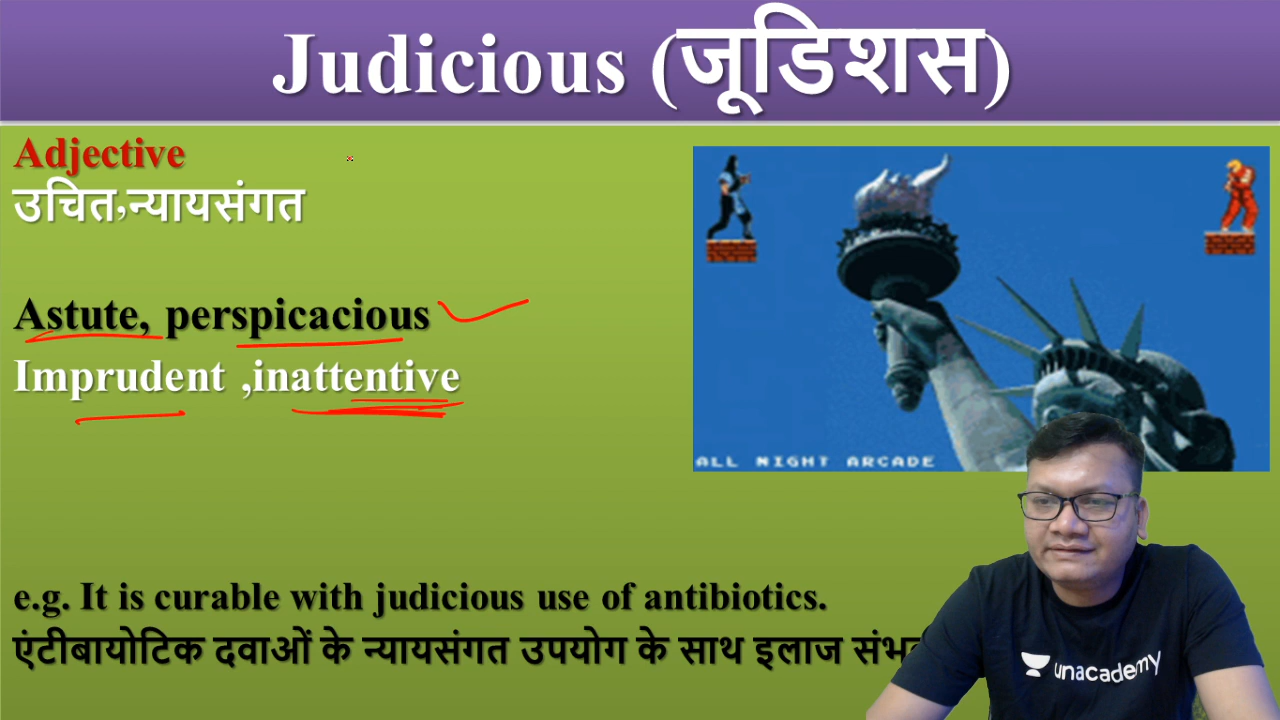 Judicious (जूडिशस)
Adjective
उचित,न्यायसंगत
Astute, perspicacious
Imprudent ,inattentive
ALL NIGHT ARCADE
e.g. It is curable with judicious use of antibiotics.
एंटीबायोटिक दवाओं के न्यायसंगत उपयोग के साथ इलाज
unacademy